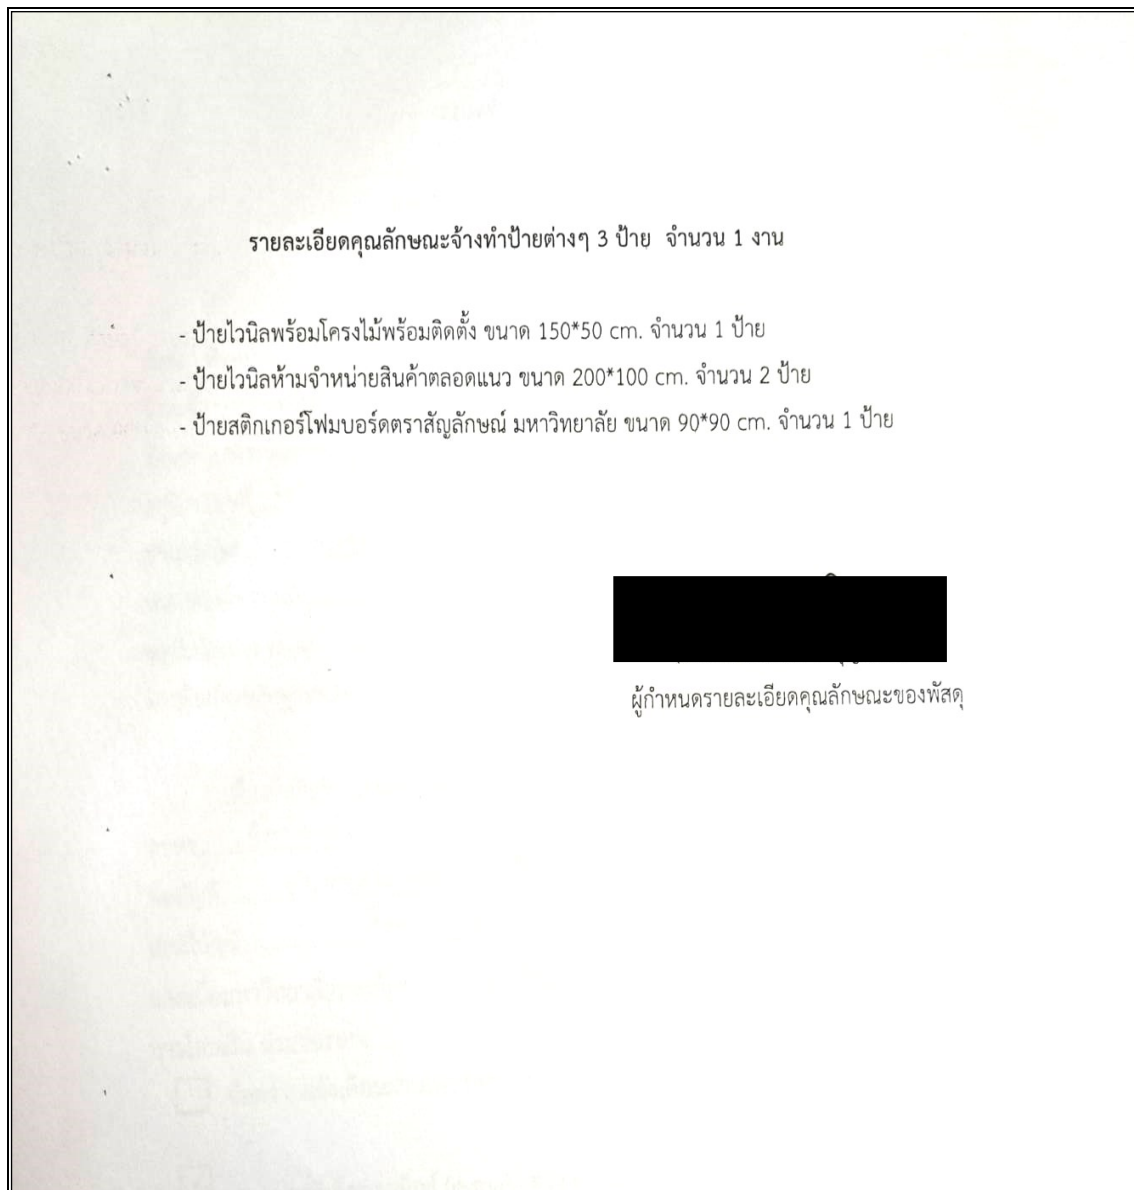 รายละเอียดคุณลักษณะจ้างทำป้ายต่างๆ 3 ป้าย จำนวน 1 งาน
- ป้ายไวนิลพร้อมโครงไม้พร้อมติดตั้ง ขนาด 150*50 cm. จำนวน 1 ป้าย
- ป้ายไวนิลห้ามจำหน่ายสินค้าตลอดแนว ขนาด 200*100 cm. จำนวน 2 ป้าย
- ป้ายสติกเกอร์โฟมบอร์ดตราสัญลักษณ์ มหาวิทยาลัย ขนาด 90*90 cm. จำนวน 1 ป้าย
ผู้กำหนดรายละเอียดคุณลักษณะของพัสดุ